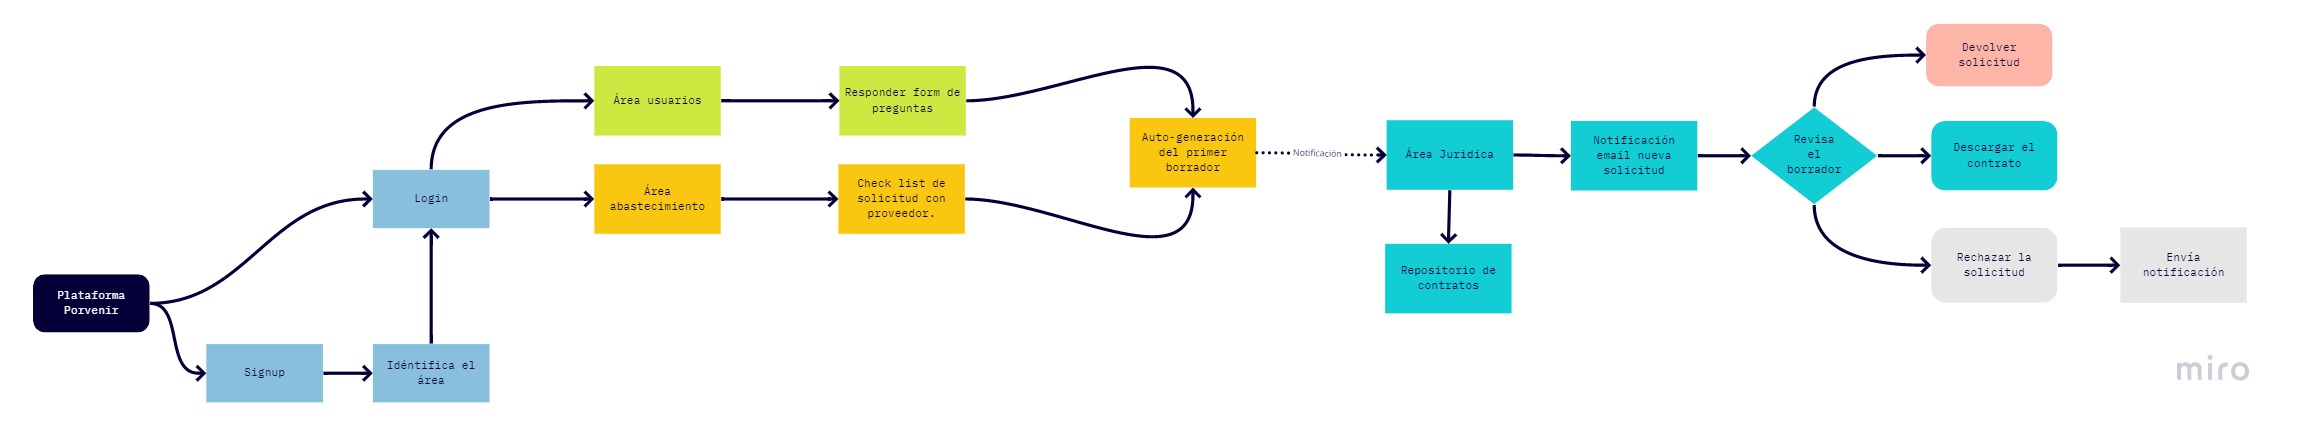 Plataforma
Porvenir
Signup
Idéntifica el
área
Login
Área usuarios
Responder form de
preguntas
Área
abastecimiento
Check list de
solicitud con
proveedor.
Auto-generación
del primer
borrador
Notificación
Área Juridica
Repositorio de
contratos
Notificación
email nueva
solicitud
Revisa
el
borrador
Devolver
solicitud
Descargar el
contrato
Rechazar la
solicitud
Envía
notificación
miro